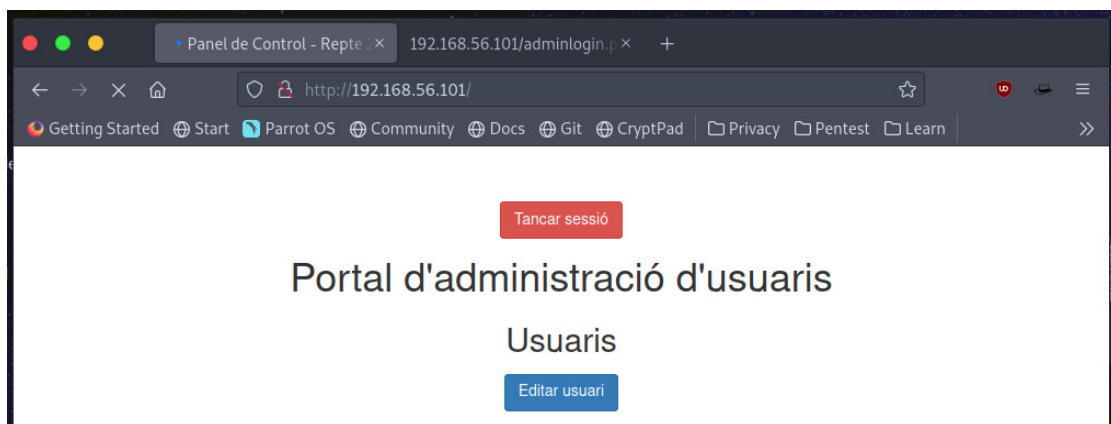 Panel de Control - Repte
192.168.56.101/adminlogin.p
http://192.168.56.101/
Getting Started Start Parrot OS Community Docs Git CryptPad Privacy Pentest Learn
Tancar sessió
Portal d'administració d'usuaris
Usuaris
Editar usuari